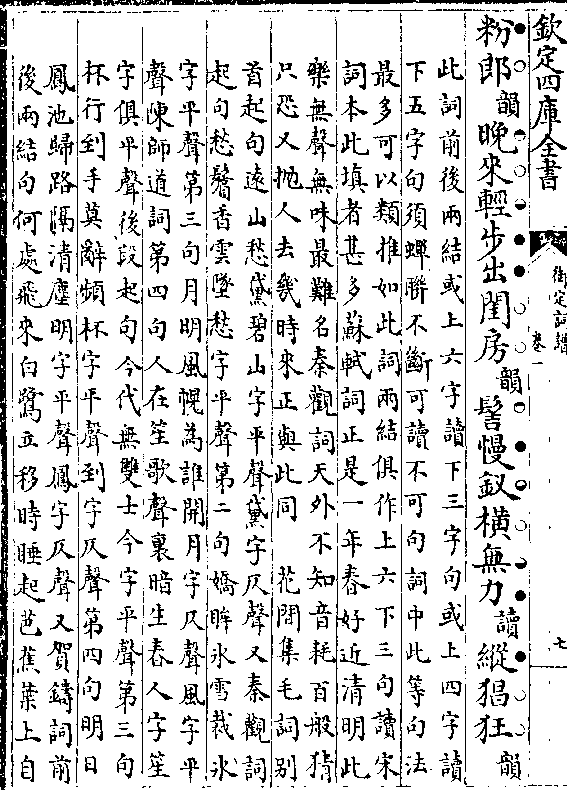 欽定四庫全書
御定詞譜
卷一
七
粉郎韻晚來輕步出閨房韻髻慢釵橫無力讀縱猖狂韻
此詞前後兩結或上六字讀下三字句或上四字讀
下五字句須蟬聯不斷可讀不可句詞中此等句法
最多可以類推如此詞兩結俱作上六下三句讀宋
詞本此填者甚多蘇軾詞正是一年春好近清明此
樂無聲無味最難名秦觀詞天外不知音耗百般猜
只恐又拋人去幾時來正與此同 花間集毛詞別
首起句遠山愁黛碧山字平聲黛字仄聲又秦觀詞
起句愁鬢香雲墜愁字平聲第二句嬌眸水雪裁水
字平聲第三句月明風幌為誰開月字仄聲風字平
聲陳師道詞第四句人在笙歌聲裏暗生春人字笙
字俱平聲後段起句今代無雙士今字平聲第三句
杯行到手莫辭頻杯字平聲到字仄聲第四句明日
鳳池歸路隔清塵明字平聲鳳字仄聲又賀鑄詞前
後兩結句何處飛來白鷺立移時睡起芭蕉葉上自